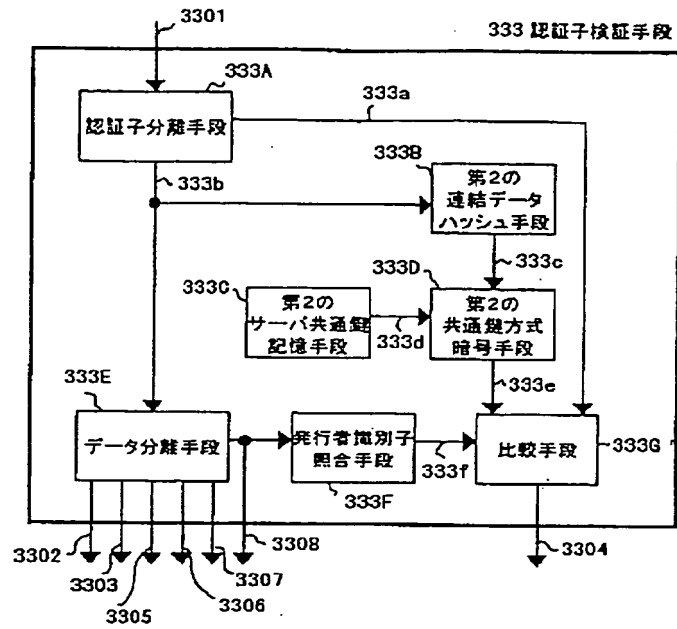 3301
333 認証子検証手段
333A
認証子分離手段
333a
333b
333B
第2の
連結データ
ハッシュ手段
333c
333C
第2の
サーバ共通鍵
記憶手段
333d
333D
第2の
共通鍵方式
暗号手段
333e
333E
データ分離手段
発行者識別子
照合手段
333F
333f
比較手段
333G
3302
3303
3305
3306
3307
3308
3304